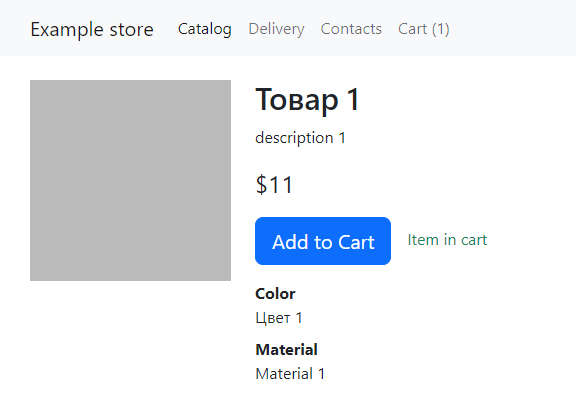 Example store Catalog Delivery Contacts Cart (1)
Товар 1
description 1
$11
Add to Cart Item in cart
Color
Цвет 1
Material
Material 1